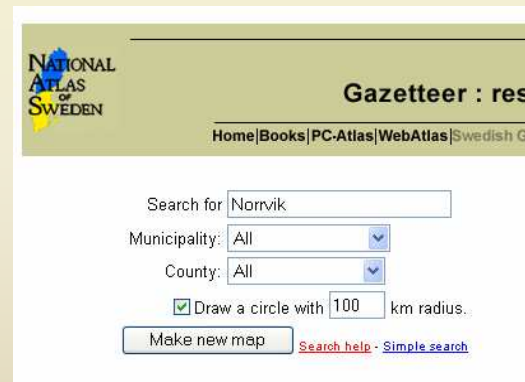 NATIONAL
ATLAS
OF
SWEDEN
Gazetteer : res
Home|Books|PC-Atlas|WebAtlas|Swedish G
Search for Norrvik
Municipality: All
County: All
Draw a circle with 100 km radius.
Make new map Search help - Simple search